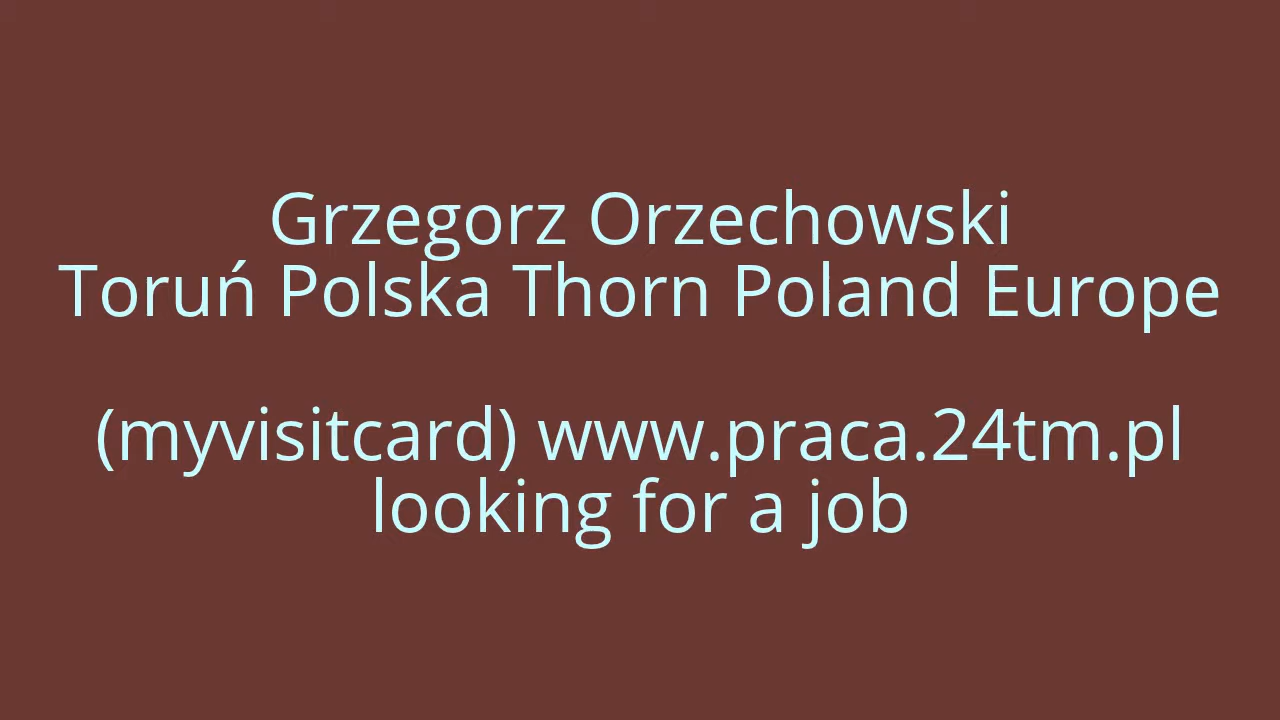 Grzegorz Orzechowski
Toruń Polska Thorn Poland Europe
(myvisitcard) www.praca.24tm.pl
looking for a job